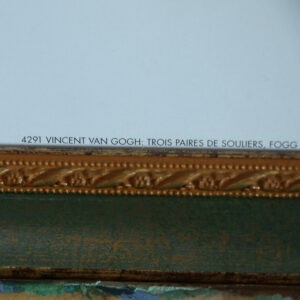 4291 VINCENT VAN GOGH: TROIS PAIRES DE SOULIERS, FOGG